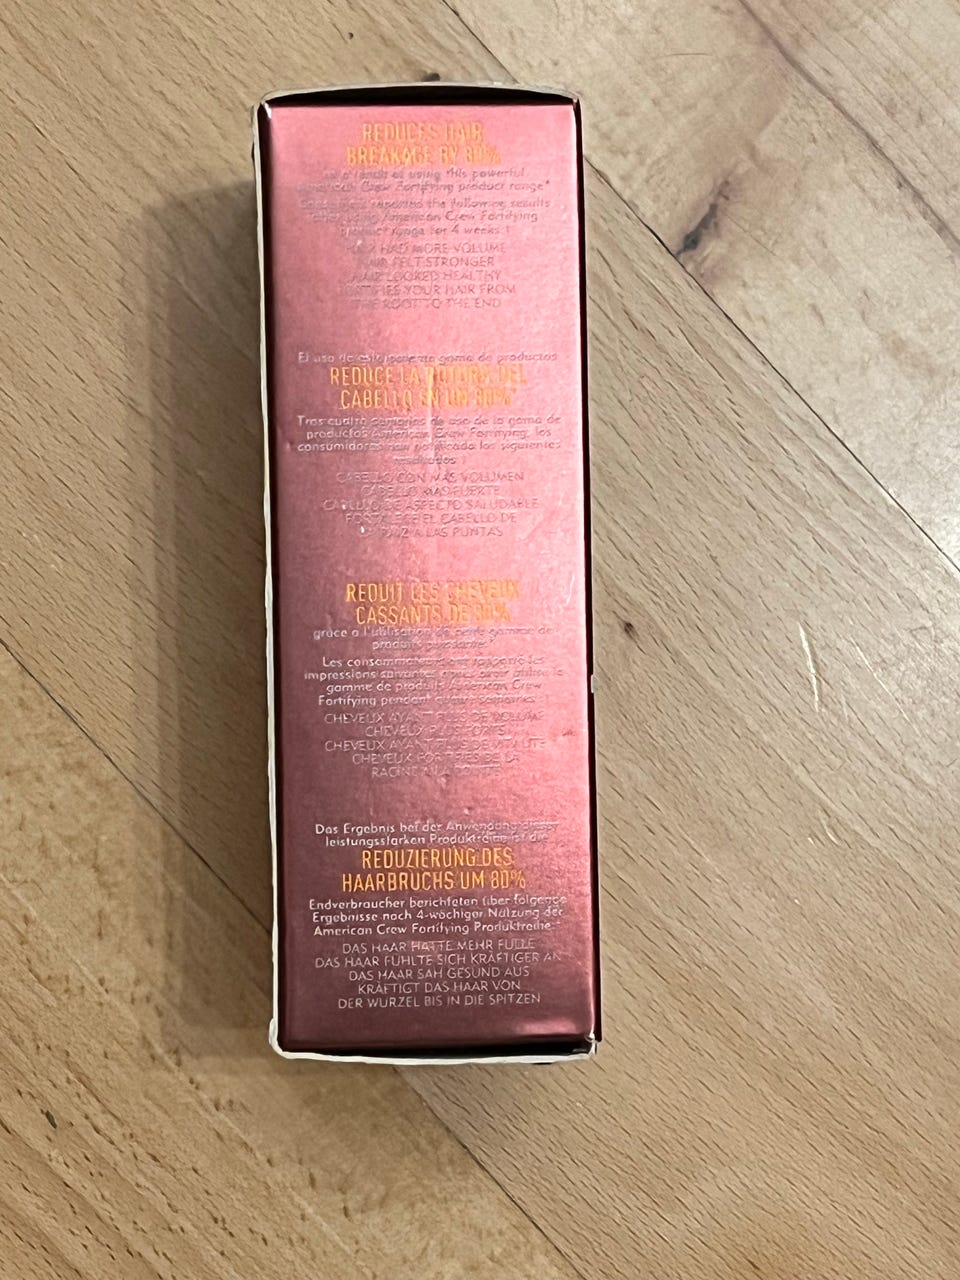 REDUCES HAIR
BREAKAGE BY 80%
as a result of using this powerful
American Crew Fortifying product range*
Consumers reported the following results
after using American Crew Fortifying
product range for 4 weeks:†
HAIR HAD MORE VOLUME
HAIR FELT STRONGER
HAIR LOOKED HEALTHY
FORTIFIES YOUR HAIR FROM
THE ROOT TO THE END
El uso de esta potente gama de productos
REDUCE LA ROTURA DEL
CABELLO EN UN 80%*
Tras cuatro semanas de uso de la gama de
productos American Crew Fortifying, los
consumidores han notificado los siguientes
resultados:
CABELLO CON MÁS VOLUMEN
CABELLO MÁS FUERTE
CABELLO DE ASPECTO SALUDABLE
FORTALECE EL CABELLO DE
RAÍZ A LAS PUNTAS
RÉDUIT LES CHEVEUX
CASSANTS DE 80%
grâce à l'utilisation de cette gamme de
produits puissante*
Les consommateurs ont rapporté les
impressions suivantes après avoir utilisé la
gamme de produits American Crew
Fortifying pendant quatre semaines:
CHEVEUX AYANT PLUS DE VOLUME
CHEVEUX PLUS FORTS
CHEVEUX AYANT PLUS DE VITALITÉ
CHEVEUX FORTIFIÉS DE LA
RACINE À LA POINTE
Das Ergebnis bei der Anwendung dieser
leistungsstarken Produktreihe ist die
REDUZIERUNG DES
HAARBRUCHS UM 80%.
Endverbraucher berichteten über folgende
Ergebnisse nach 4-wöchiger Nutzung der
American Crew Fortifying Produktreihe:
DAS HAAR HATTE MEHR FÜLLE
DAS HAAR FÜHLTE SICH KRÄFTIGER AN
DAS HAAR SAH GESUND AUS
KRÄFTIGT DAS HAAR VON
DER WURZEL BIS IN DIE SPITZEN